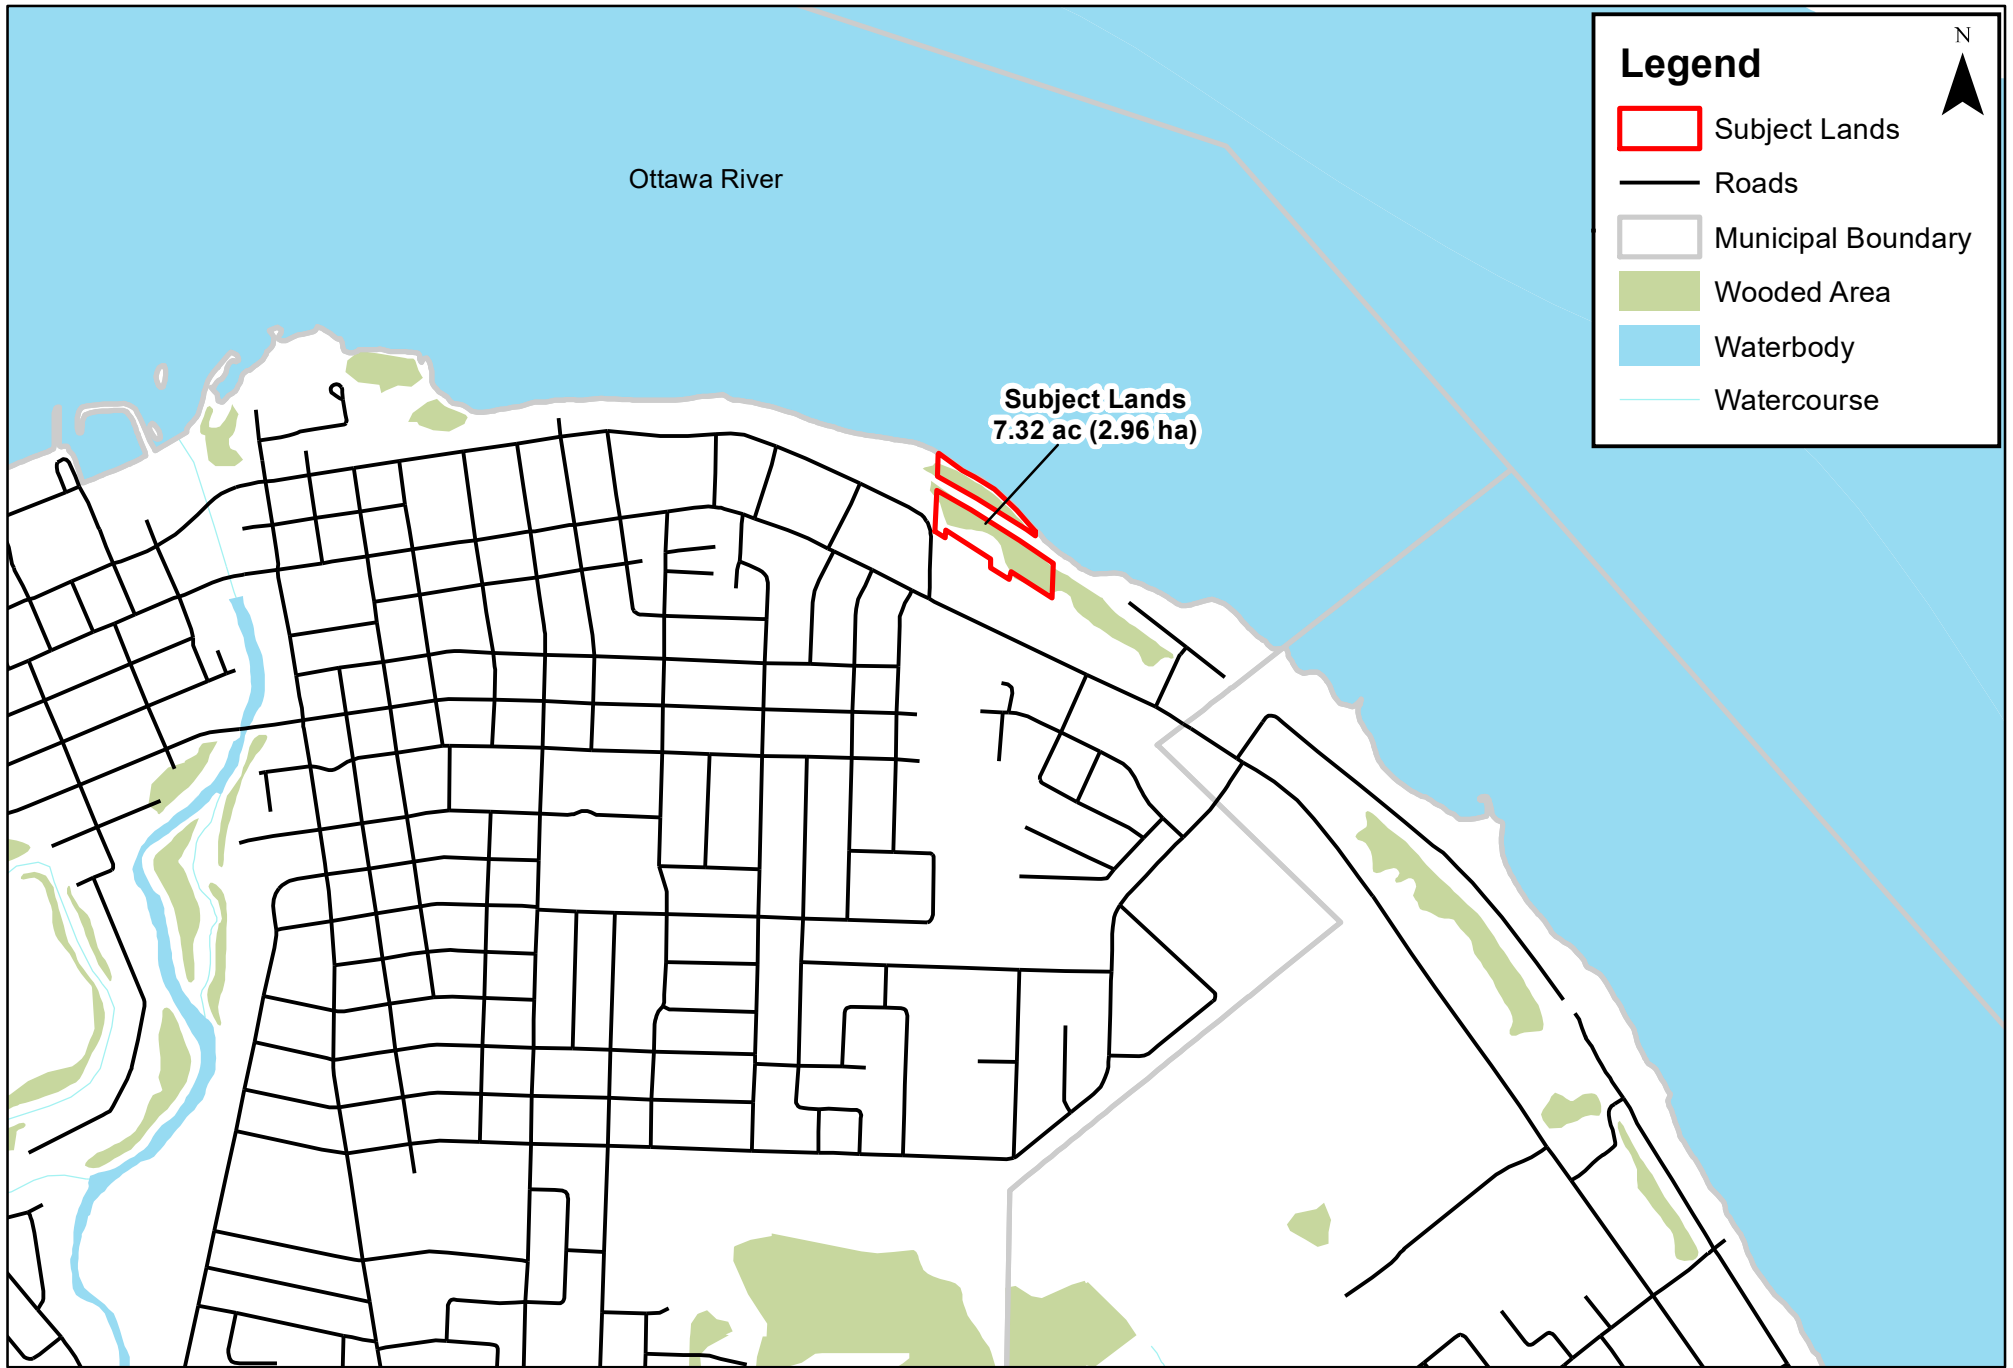 Ottawa River
Subject Lands
7.32 ac (2.96 ha)
N
Legend
Subject Lands
Roads
Municipal Boundary
Wooded Area
Waterbody
Watercourse